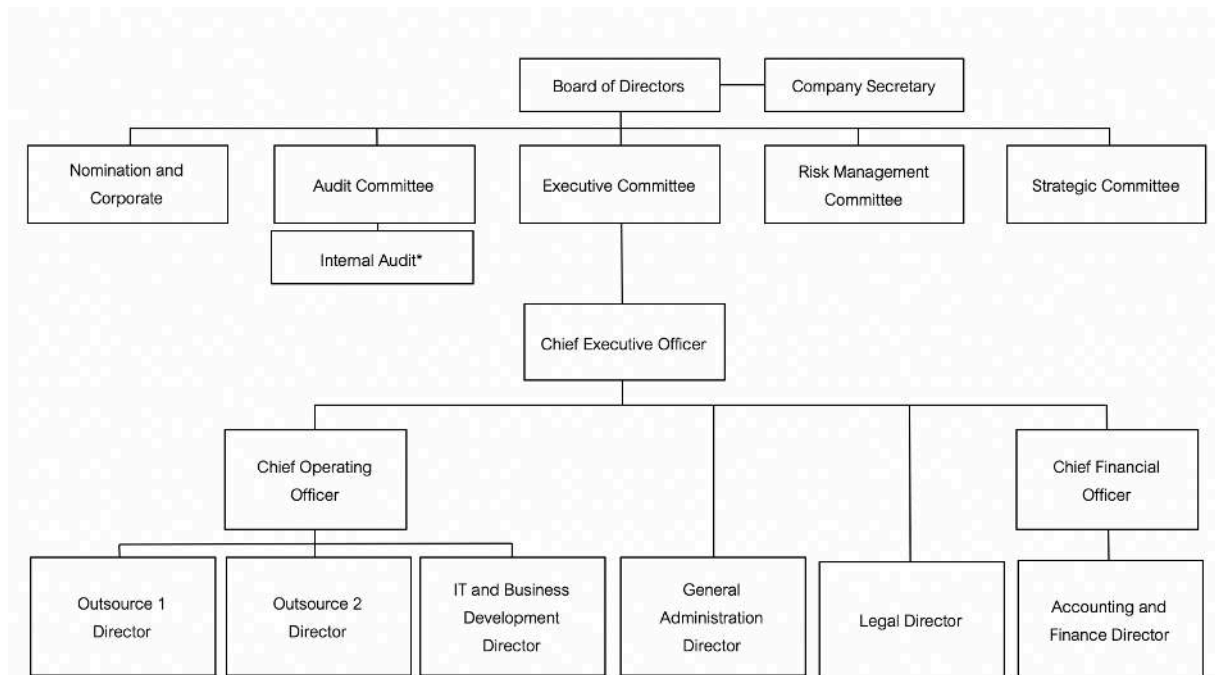 Board of Directors
Company Secretary
Nomination and
Corporate
Audit Committee
Executive Committee
Risk Management
Committee
Strategic Committee
Internal Audit*
Chief Executive Officer
Chief Operating
Officer
Chief Financial
Officer
Outsource 1
Director
Outsource 2
Director
IT and Business
Development
Director
General
Administration
Director
Legal Director
Accounting and
Finance Director